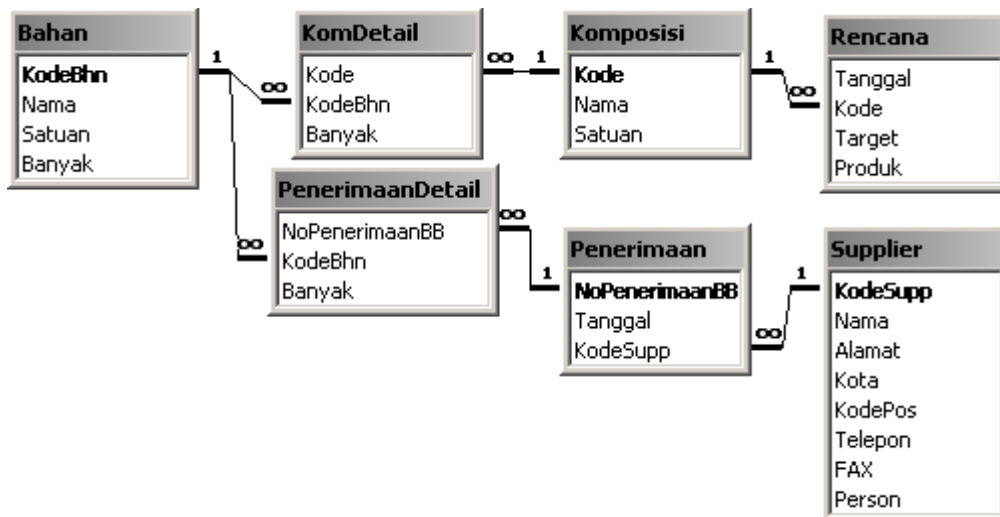 Bahan
KodeBhn
Nama
Satuan
Banyak
1
∞
∞
KomDetail
Kode
KodeBhn
Banyak
∞
1
Komposisi
Kode
Nama
Satuan
1
∞
Rencana
Tanggal
Kode
Target
Produk
PenerimaanDetail
NoPenerimaanBB
KodeBhn
Banyak
∞
1
Penerimaan
NoPenerimaanBB
Tanggal
KodeSupp
1
∞
Supplier
KodeSupp
Nama
Alamat
Kota
KodePos
Telepon
FAX
Person